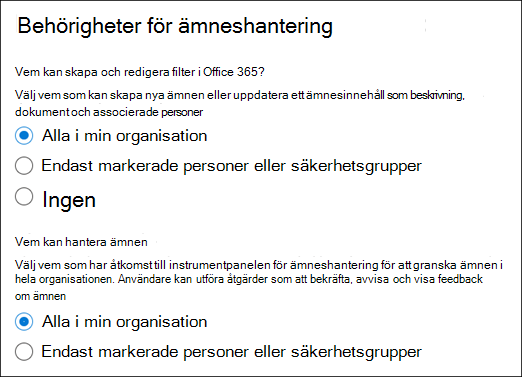 Behörigheter för ämneshantering
Vem kan skapa och redigera filter i Office 365?
Välj vem som kan skapa nya ämnen eller uppdatera ett ämnesinnehåll som beskrivning,
dokument och associerade personer
Alla i min organisation
Endast markerade personer eller säkerhetsgrupper
Ingen
Vem kan hantera ämnen
Välj vem som har åtkomst till instrumentpanelen för ämneshantering för att granska ämnen i
hela organisationen. Användare kan utföra åtgärder som att bekräfta, avvisa och visa feedback
om ämnen
Alla i min organisation
Endast markerade personer eller säkerhetsgrupper